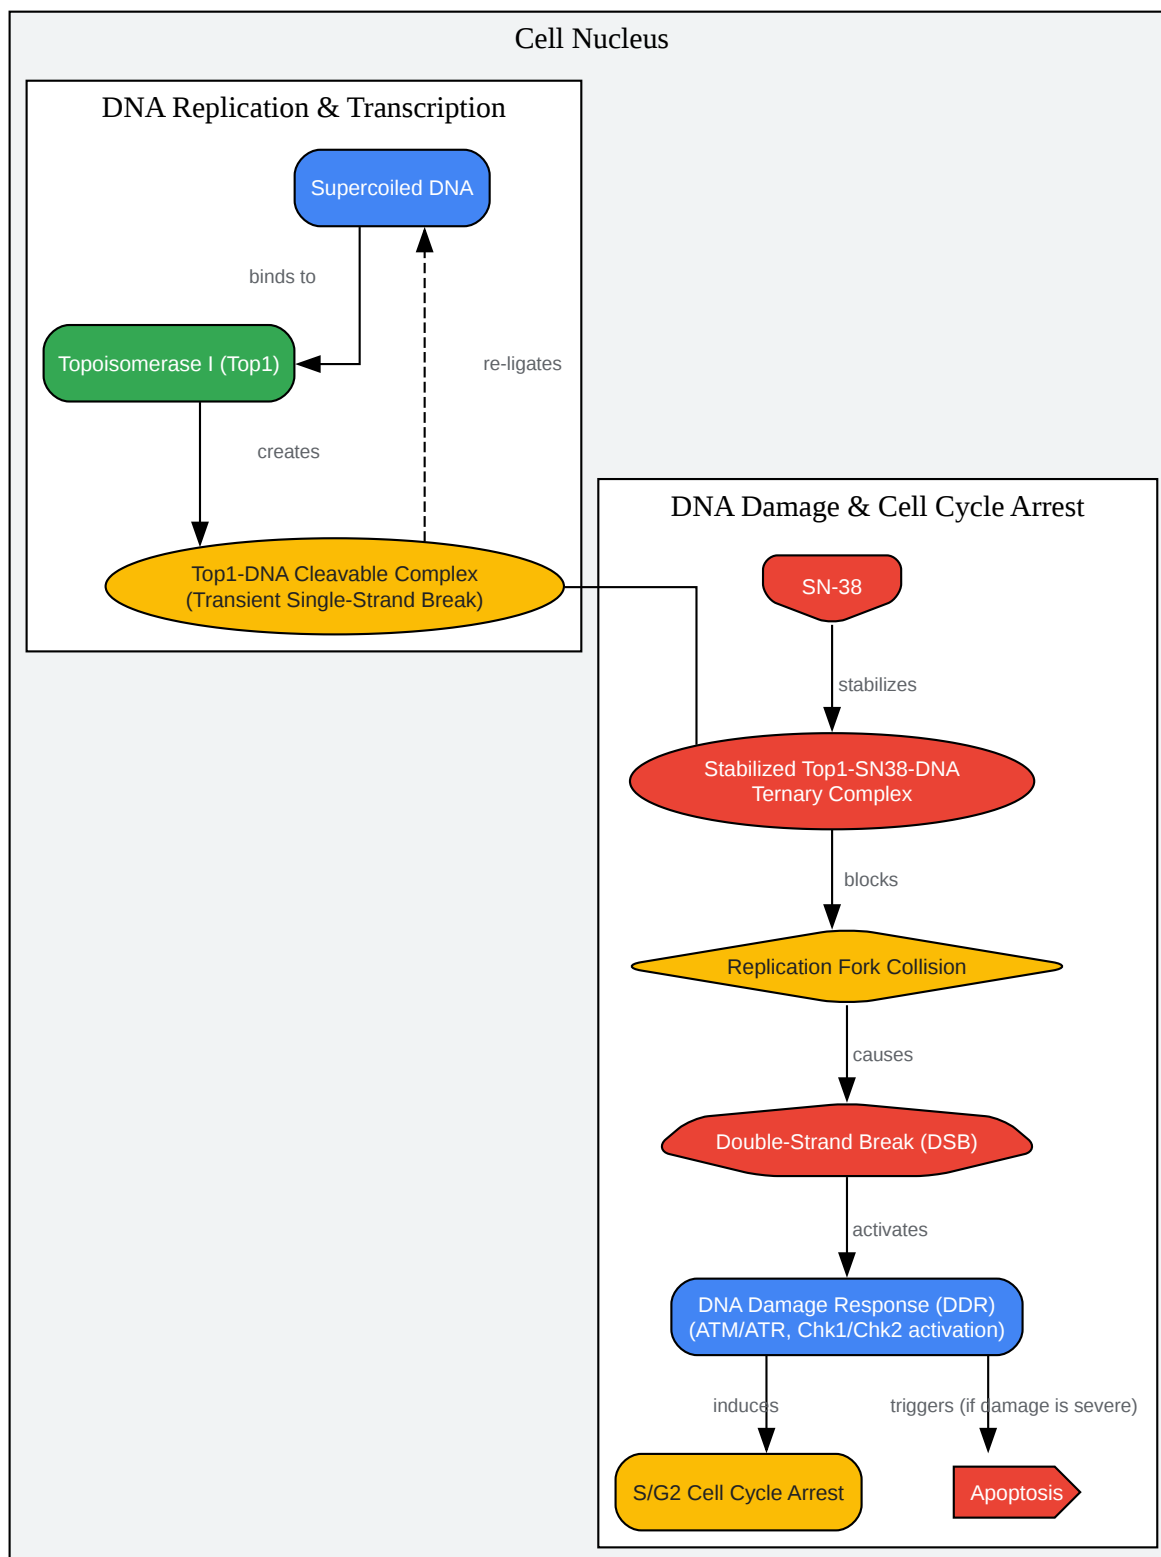 Cell Nucleus
DNA Replication & Transcription
Supercoiled DNA
binds to
Topoisomerase I (Top1)
re-ligates
creates
Top1-DNA Cleavable Complex
(Transient Single-Strand Break)
DNA Damage & Cell Cycle Arrest
SN-38
stabilizes
Stabilized Top1-SN38-DNA
Ternary Complex
blocks
Replication Fork Collision
causes
Double-Strand Break (DSB)
activates
DNA Damage Response (DDR)
(ATM/ATR, Chk1/Chk2 activation)
induces
triggers (if damage is severe)
S/G2 Cell Cycle Arrest
Apoptosis